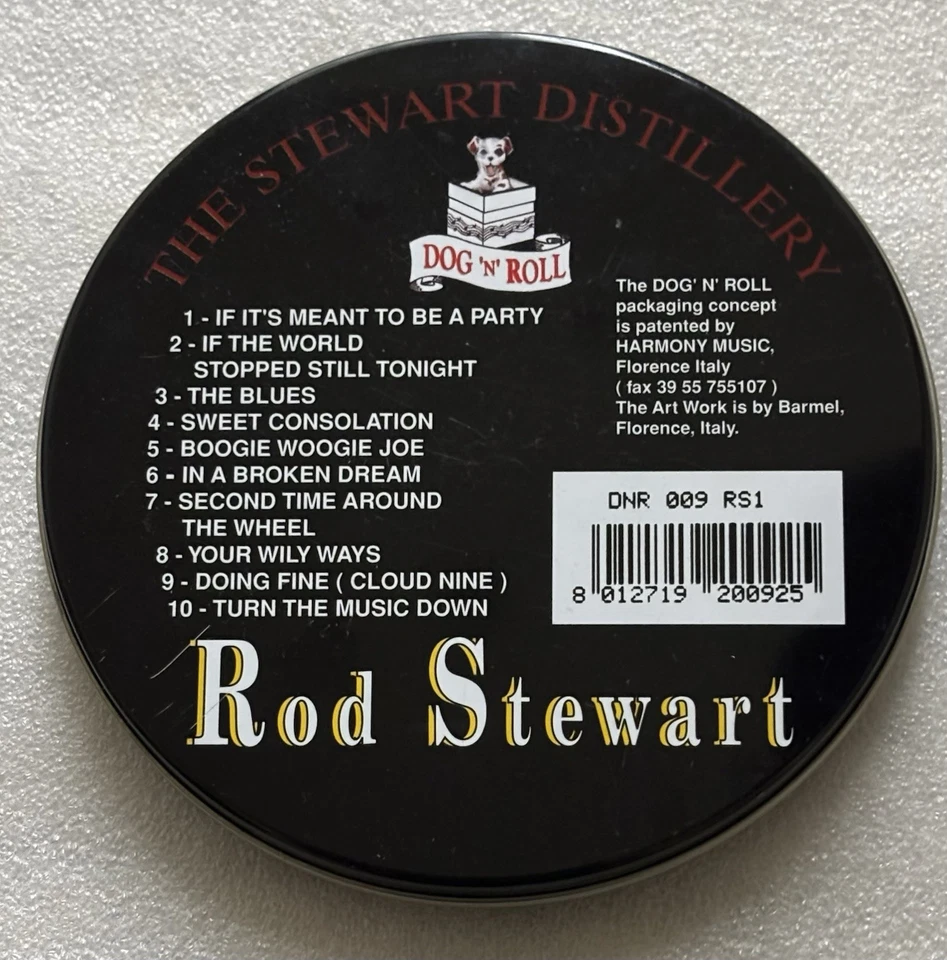 THE STEWART DISTILLERY
DOG 'N' ROLL
1 - IF IT'S MEANT TO BE A PARTY
2 - IF THE WORLD
STOPPED STILL TONIGHT
3 - THE BLUES
4 - SWEET CONSOLATION
5 - BOOGIE WOOGIE JOE
6 - IN A BROKEN DREAM
7 - SECOND TIME AROUND
THE WHEEL
8 - YOUR WILY WAYS
9 - DOING FINE ( CLOUD NINE )
10 - TURN THE MUSIC DOWN
The DOG' N' ROLL
packaging concept
is patented by
HARMONY MUSIC,
Florence Italy
( fax 39 55 755107 )
The Art Work is by Barmel,
Florence, Italy.
DNR 009 RS1
8 012719 200925
Rod Stewart